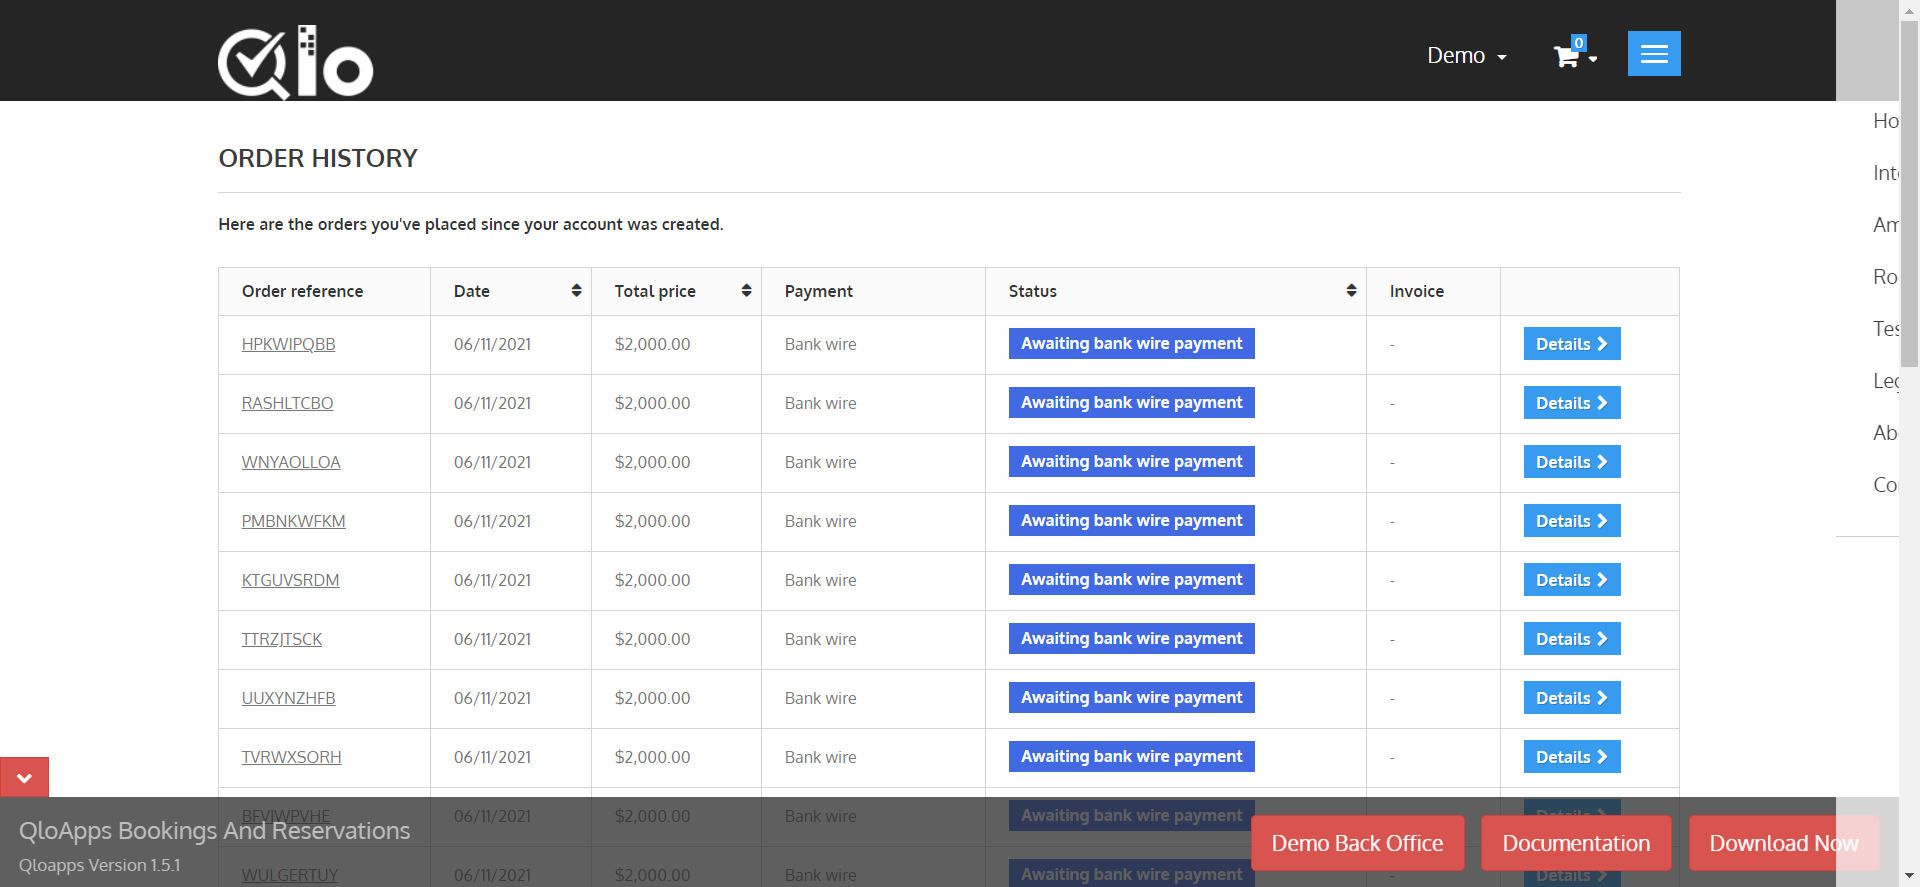 Qlo
Demo
0
ORDER HISTORY
Here are the orders you've placed since your account was created.
Order reference Date Total price Payment Status Invoice
HPKWIPQBB 06/11/2021 $2,000.00 Bank wire Awaiting bank wire payment - Details
RASHLTCBO 06/11/2021 $2,000.00 Bank wire Awaiting bank wire payment - Details
WNYAOLLOA 06/11/2021 $2,000.00 Bank wire Awaiting bank wire payment - Details
PMBNKWFKM 06/11/2021 $2,000.00 Bank wire Awaiting bank wire payment - Details
KTGUVSRDM 06/11/2021 $2,000.00 Bank wire Awaiting bank wire payment - Details
TTRZJTSCK 06/11/2021 $2,000.00 Bank wire Awaiting bank wire payment - Details
UUXYNZHFB 06/11/2021 $2,000.00 Bank wire Awaiting bank wire payment - Details
TVRWXSORH 06/11/2021 $2,000.00 Bank wire Awaiting bank wire payment - Details
06/11/2021 $2,000.00 Bank wire Awaiting bank wire payment - Details
WULGERTUY 06/11/2021 $2,000.00 Bank wire Awaiting bank wire payment - Details
Ho
Int
Am
Ro
Tes
Leg
Ab
Co
QloApps Bookings And Reservations
Qloapps Version 1.5.1
Demo Back Office
Documentation
Download Now